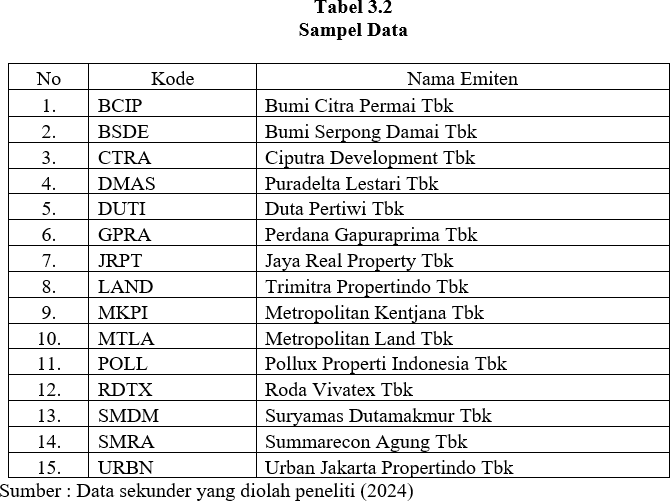 Tabel 3.2
Sampel Data
No Kode Nama Emiten
1. BCIP Bumi Citra Permai Tbk
2. BSDE Bumi Serpong Damai Tbk
3. CTRA Ciputra Development Tbk
4. DMAS Puradelta Lestari Tbk
5. DUTI Duta Pertiwi Tbk
6. GPRA Perdana Gapuraprima Tbk
7. JRPT Jaya Real Property Tbk
8. LAND Trimitra Propertindo Tbk
9. MKPI Metropolitan Kentjana Tbk
10. MTLA Metropolitan Land Tbk
11. POLL Pollux Properti Indonesia Tbk
12. RDTX Roda Vivatex Tbk
13. SMDM Suryamas Dutamakmur Tbk
14. SMRA Summarecon Agung Tbk
15. URBN Urban Jakarta Propertindo Tbk
Sumber : Data sekunder yang diolah peneliti (2024)